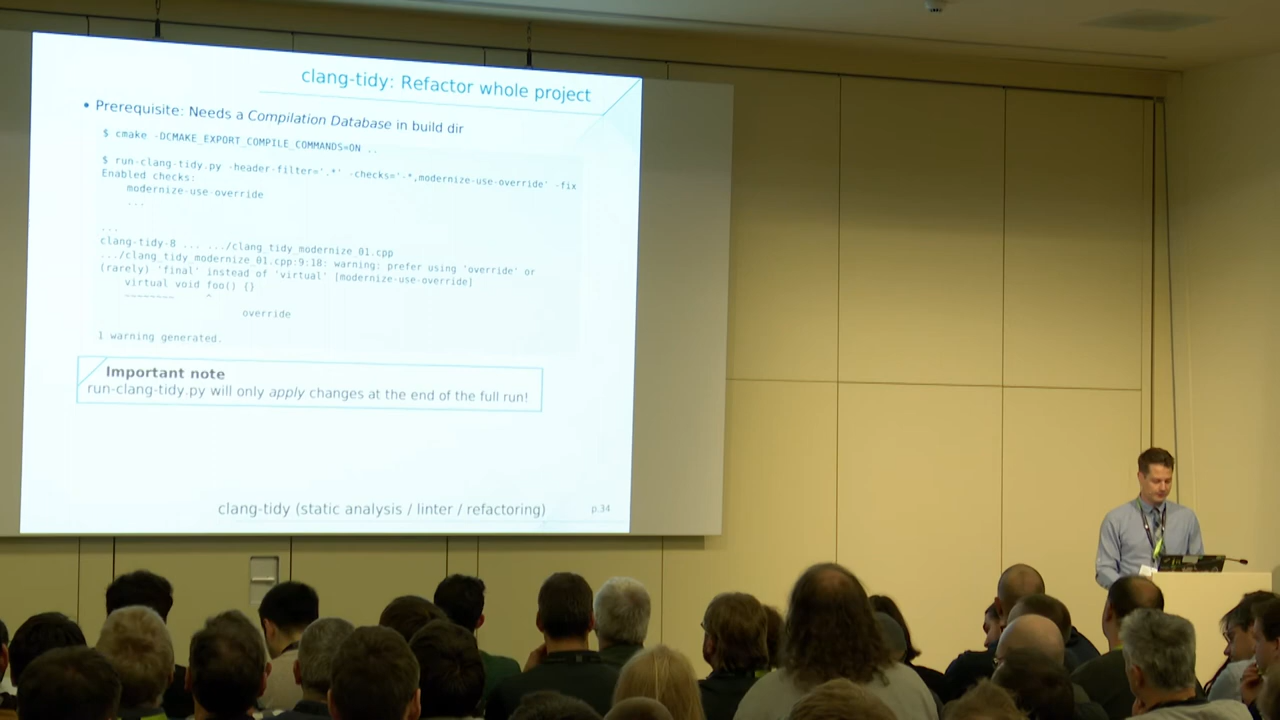 clang-tidy: Refactor whole project
• Prerequisite: Needs a Compilation Database in build dir
$ cmake -DCMAKE_EXPORT_COMPILE_COMMANDS=ON ..
$ run-clang-tidy.py -header-filter='.*' -checks='-*,modernize-use-override' -fix
Enabled checks:
modernize-use-override
...
...
clang-tidy-8 ... .../clang_tidy_modernize_01.cpp
.../clang_tidy_modernize_01.cpp:9:18: warning: prefer using 'override' or
(rarely) 'final' instead of 'virtual' [modernize-use-override]
virtual void foo() {}
~~~~~~~~ ^
override
1 warning generated.
Important note
run-clang-tidy.py will only apply changes at the end of the full run!
clang-tidy (static analysis / linter / refactoring)
p.34